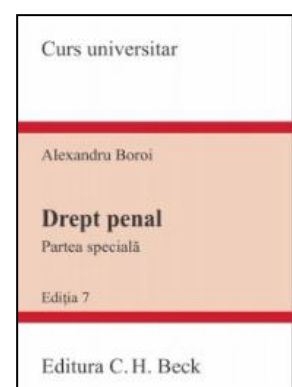 Curs universitar
Alexandru Boroi
Drept penal
Partea specială
Ediția 7
Editura C. H. Beck